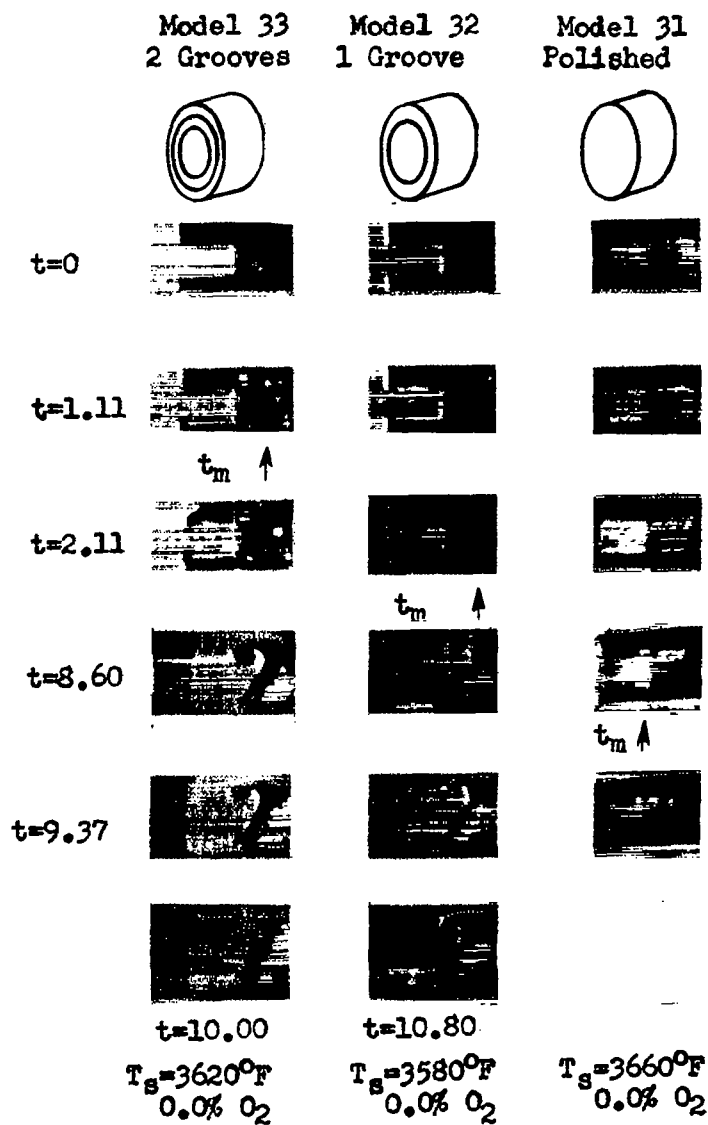 Model 33 Model 32 Model 31
2 Grooves 1 Groove Polished
t=0
t=1.11
tm
t=2.11
tm
t=8.60
tm
t=9.37
t=10.00 t=10.80
Ts=3620°F Ts=3580°F Ts=3660°F
0.0% O2 0.0% O2 0.0% O2